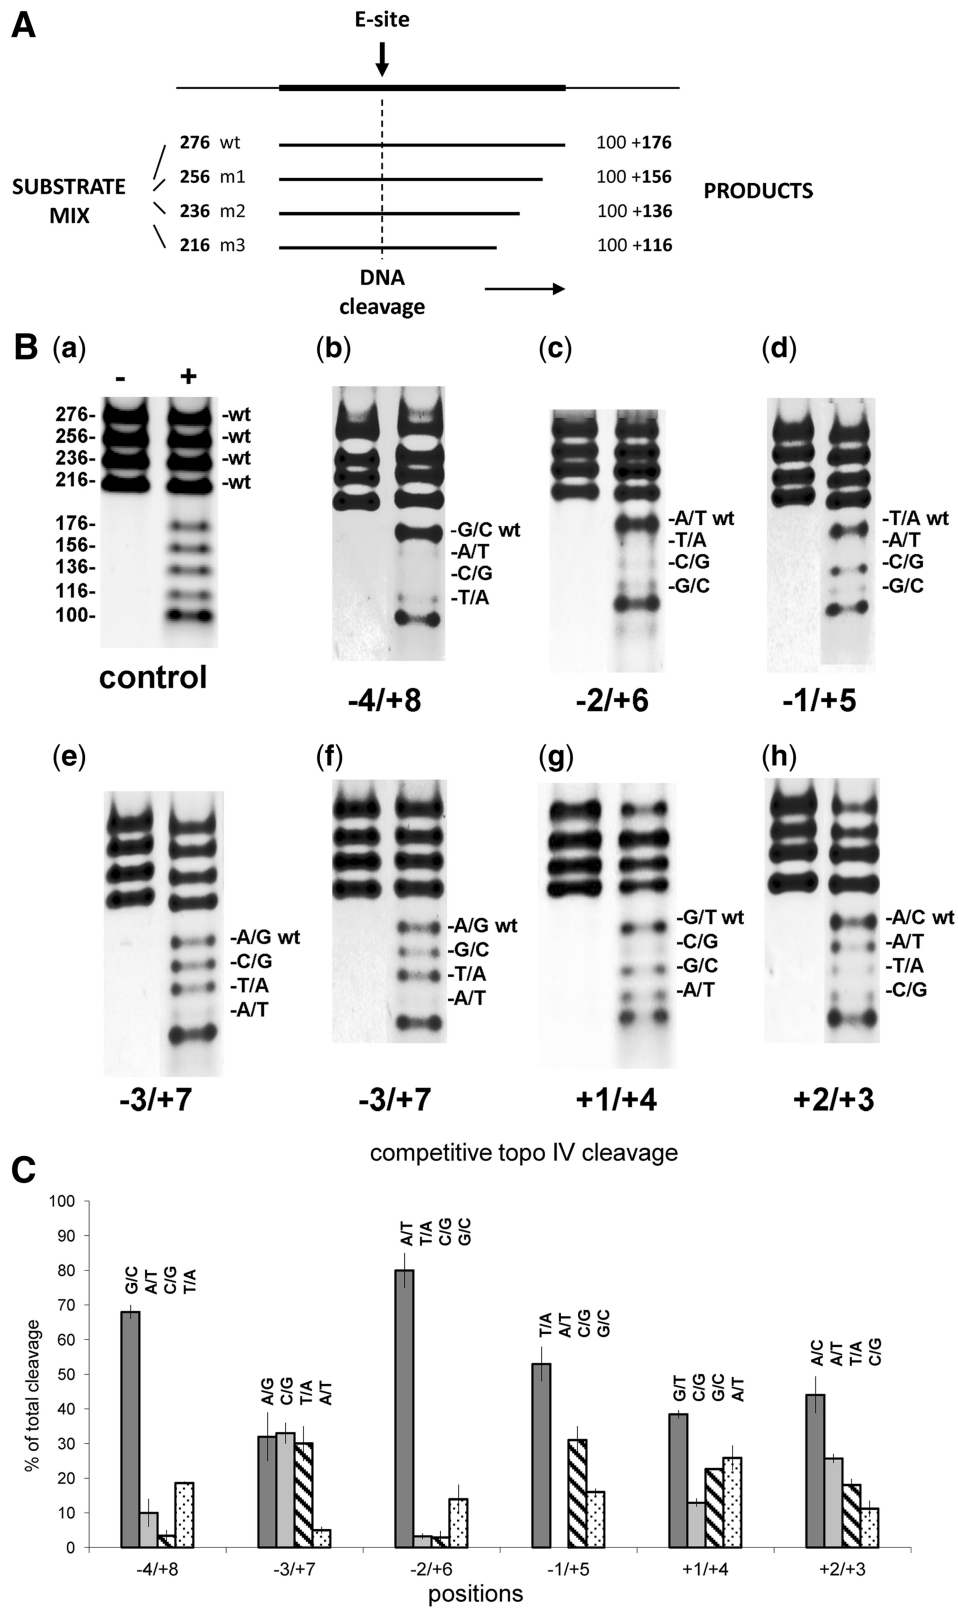 A
E-site
276 wt
100 +176
256 m1
100 +156
SUBSTRATE
MIX
PRODUCTS
236 m2
100 +136
216 m3
100 +116
DNA
cleavage
B (a)
(b)
(c)
(d)
- +
276- -wt
256- -wt
236- -wt
216- -wt
176-
156-
136-
116-
100-
control
-G/C wt
-A/T
-C/G
-T/A
-4/+8
-A/T wt
-T/A
-C/G
-G/C
-2/+6
-T/A wt
-A/T
-C/G
-G/C
-1/+5
(e)
(f)
(g)
(h)
-A/G wt
-C/G
-T/A
-A/T
-3/+7
-A/G wt
-G/C
-T/A
-A/T
-3/+7
-G/T wt
-C/G
-G/C
-A/T
+1/+4
-A/C wt
-A/T
-T/A
-C/G
+2/+3
C
competitive topo IV cleavage
% of total cleavage
100
90
80
70
60
50
40
30
20
10
0
G/C
A/T
C/G
T/A
A/G
C/G
T/A
A/T
A/T
T/A
C/G
G/C
T/A
A/T
C/G
G/C
G/T
C/G
G/C
A/T
A/C
A/T
T/A
C/G
-4/+8 -3/+7 -2/+6 -1/+5 +1/+4 +2/+3
positions